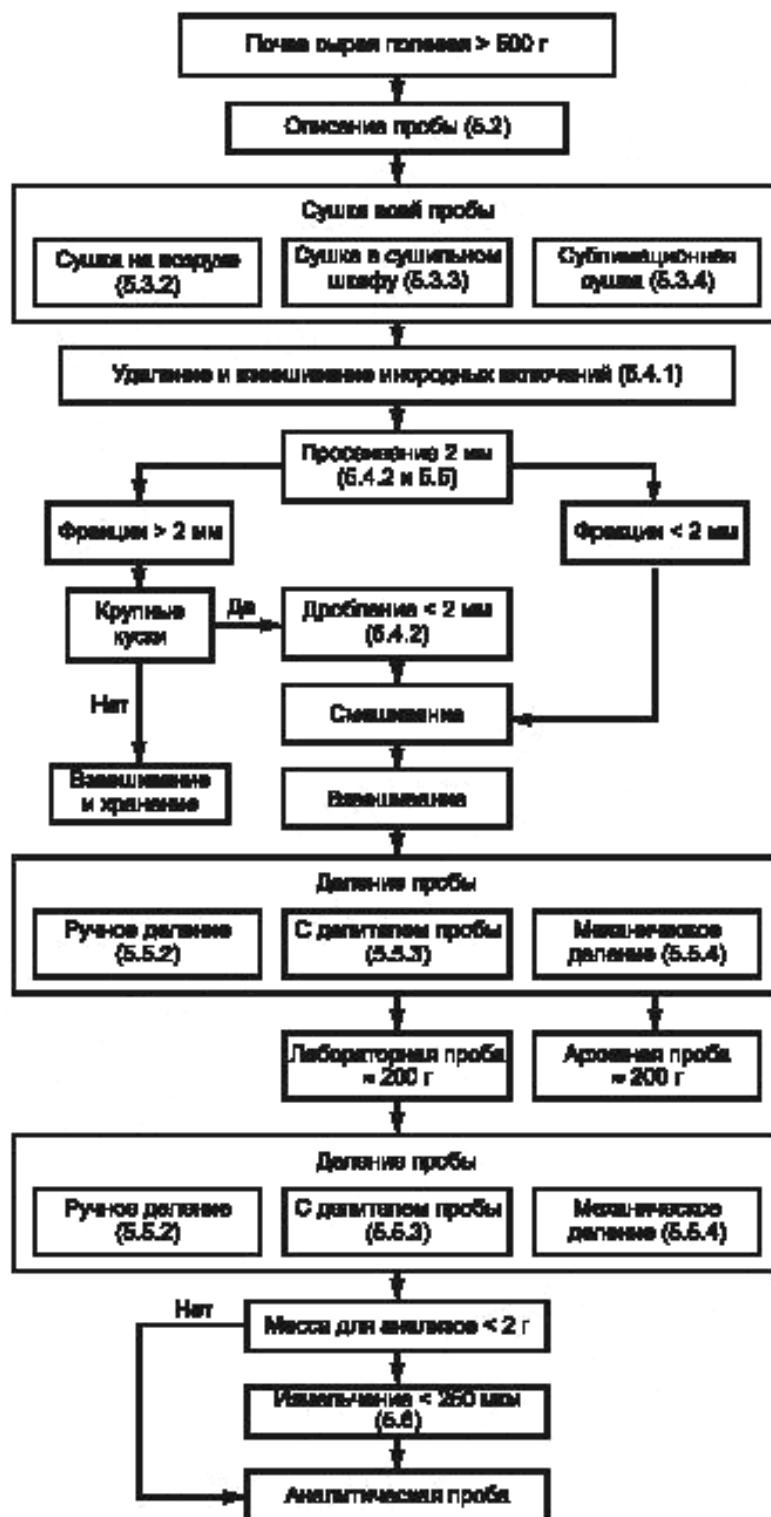 Почва сырая полевая > 500 г
Описание пробы (5.2)
Сушка всей пробы
Сушка на воздухе
(5.3.2)
Сушка в сушильном
шкафу (5.3.3)
Сублимационная
сушка (5.3.4)
Удаление и взвешивание инородных включений (5.4.1)
Просеивание 2 мм
(5.4.2 и 5.5)
Фракции > 2 мм
Фракции < 2 мм
Крупные
куски
Да
Дробление < 2 мм
(5.4.2)
Нет
Смешивание
Взвешивание
и хранение
Взвешивание
Деление пробы
Ручное деление
(5.5.2)
С делителем пробы
(5.5.3)
Механическое
деление (5.5.4)
Лабораторная проба
≈ 200 г
Архивная проба
≈ 200 г
Деление пробы
Ручное деление
(5.5.2)
С делителем пробы
(5.5.3)
Механическое
деление (5.5.4)
Нет
Масса для анализов < 2 г
Измельчение < 250 мкм
(5.6)
Аналитическая проба